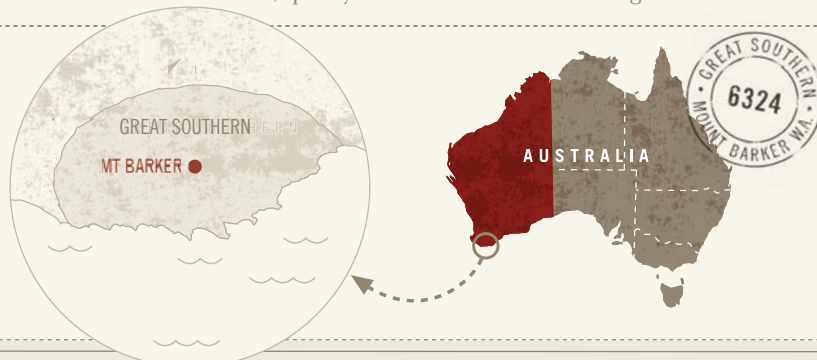 GREAT SOUTHERN
MT BARKER
AUSTRALIA
GREAT SOUTHERN
6324
MOUNT BARKER W.A.